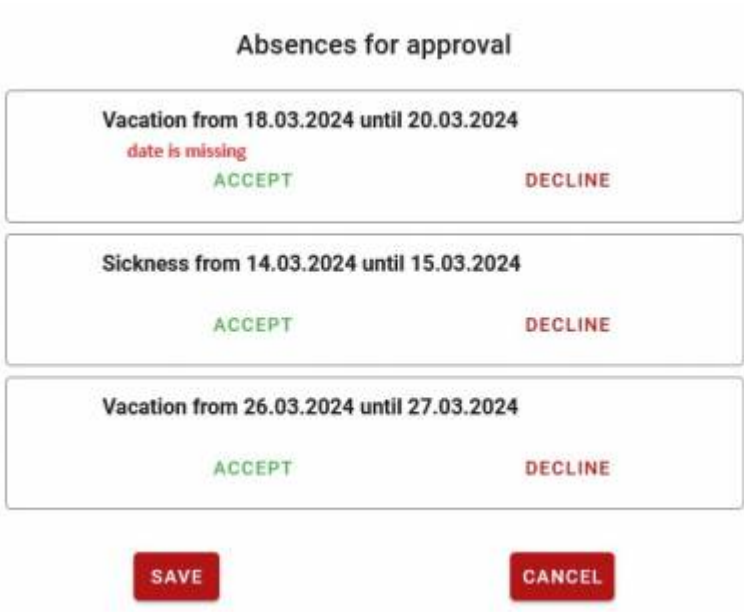 Absences for approval
Vacation from 18.03.2024 until 20.03.2024
date is missing
ACCEPT DECLINE
Sickness from 14.03.2024 until 15.03.2024
ACCEPT DECLINE
Vacation from 26.03.2024 until 27.03.2024
ACCEPT DECLINE
SAVE CANCEL